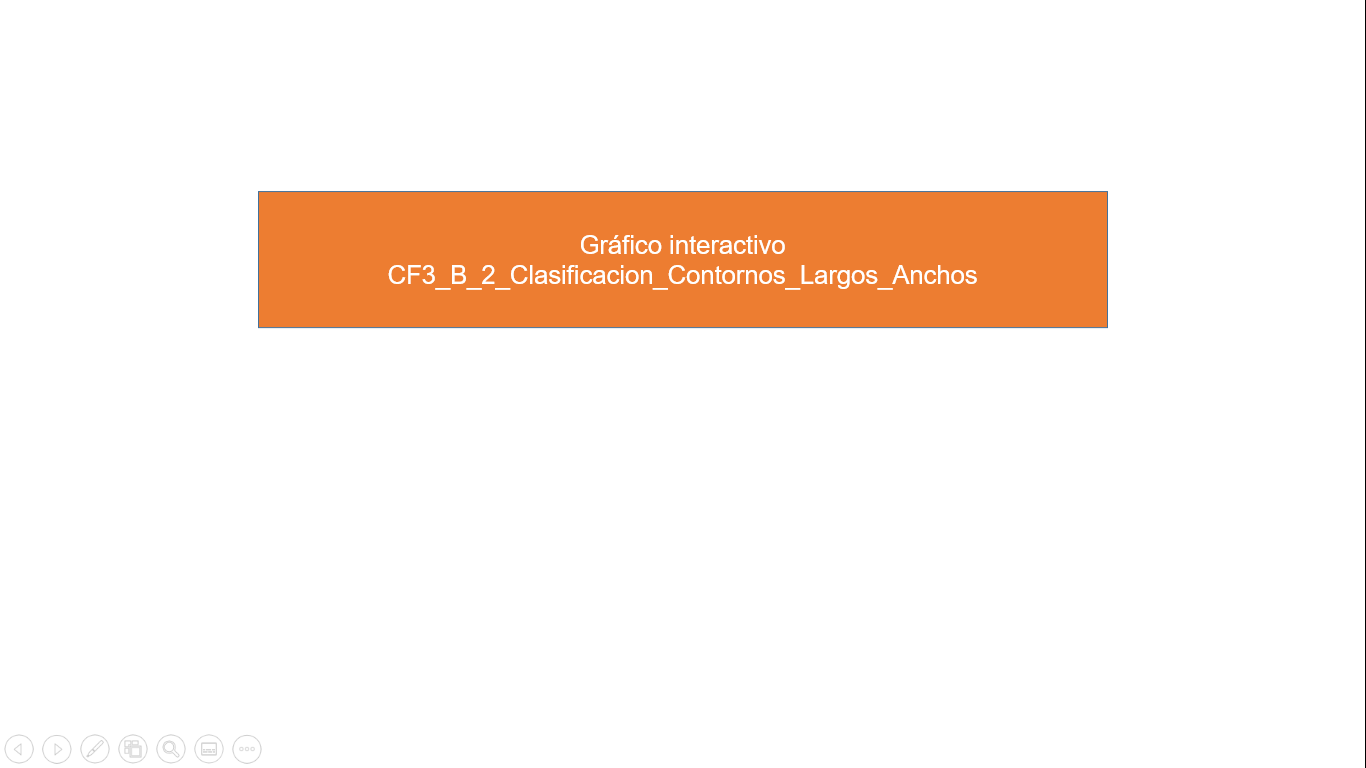 Gráfico interactivo
CF3_B_2_Clasificacion_Contornos_Largos_Anchos